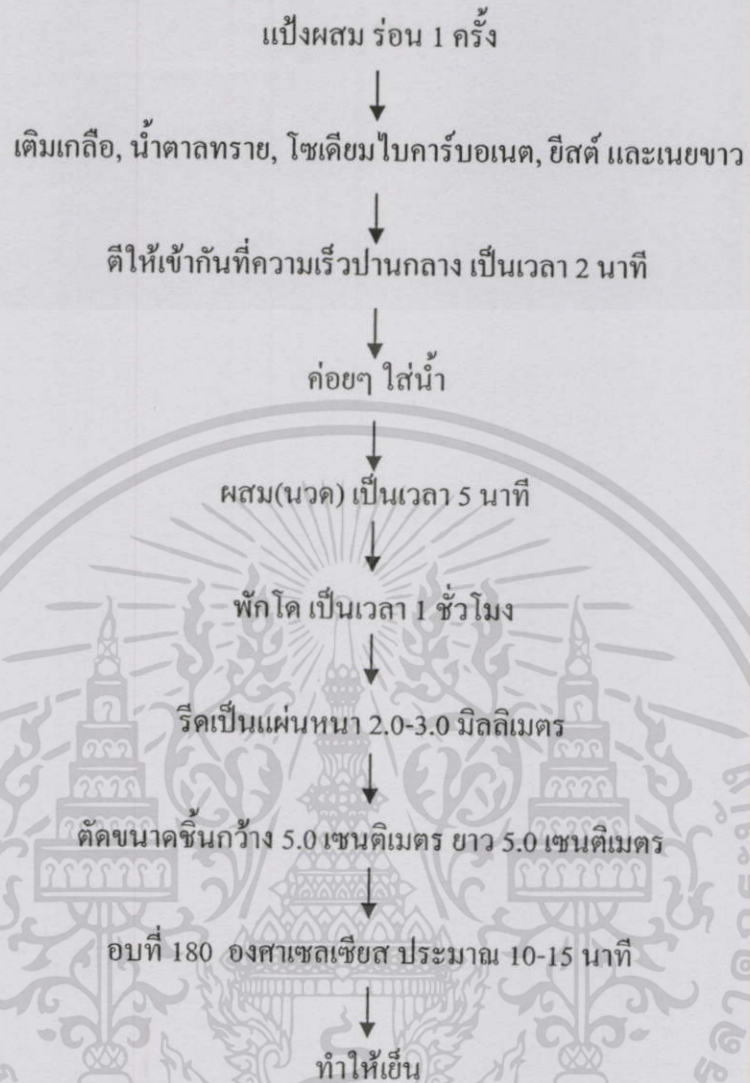 แป้งผสม ร่อน 1 ครั้ง
เติมเกลือ, น้ำตาลทราย, โซเดียมไบคาร์บอเนต, ยีสต์ และเนยขาว
ตีให้เข้ากันที่ความเร็วปานกลาง เป็นเวลา 2 นาที
ค่อยๆ ใส่น้ำ
ผสม(นวด) เป็นเวลา 5 นาที
พักโด เป็นเวลา 1 ชั่วโมง
รีดเป็นแผ่นหนา 2.0-3.0 มิลลิเมตร
ตัดขนาดชิ้นกว้าง 5.0 เซนติเมตร ยาว 5.0 เซนติเมตร
อบที่ 180 องศาเซลเซียส ประมาณ 10-15 นาที
ทำให้เย็น